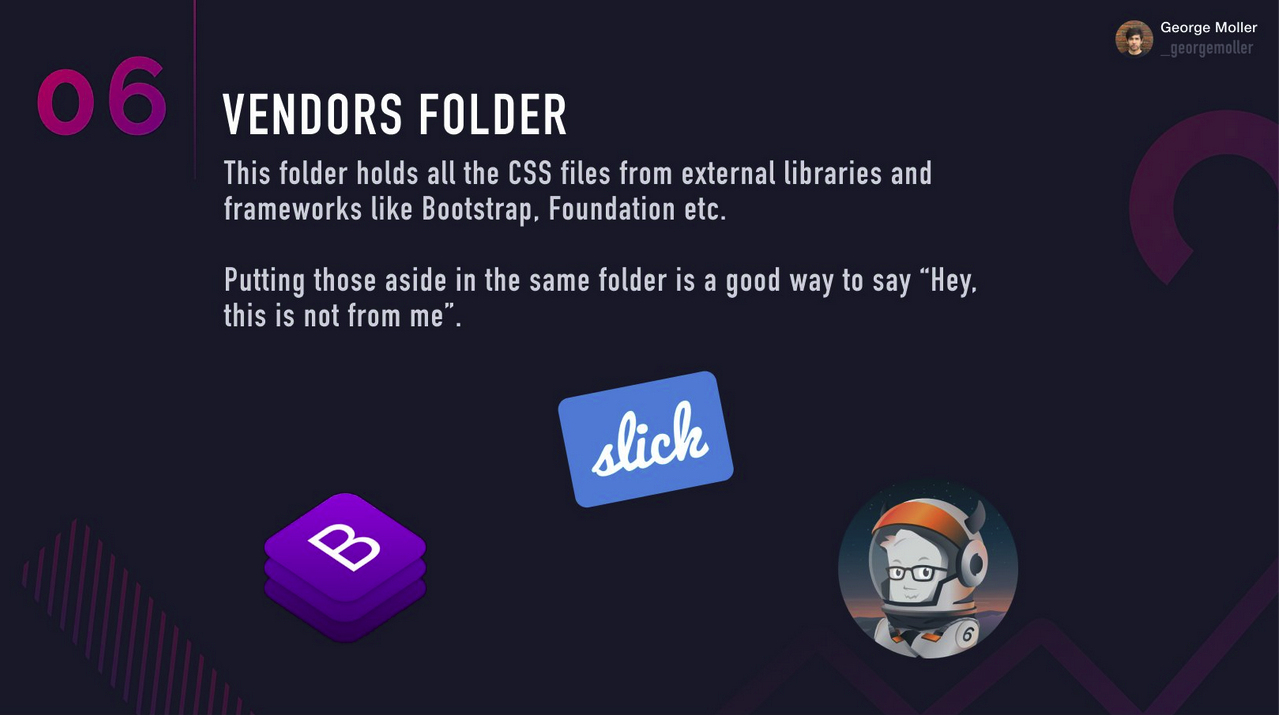 George Moller
_georgemoller
06
VENDORS FOLDER
This folder holds all the CSS files from external libraries and
frameworks like Bootstrap, Foundation etc.
Putting those aside in the same folder is a good way to say “Hey,
this is not from me”.
slick
B
6